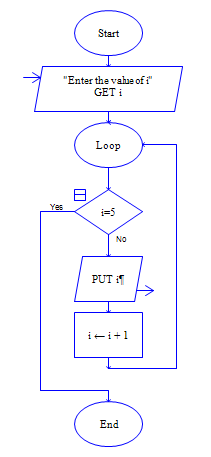 Start
"Enter the value of i"
GET i
Loop
Yes
i=5
No
PUT i¶
i ← i + 1
End